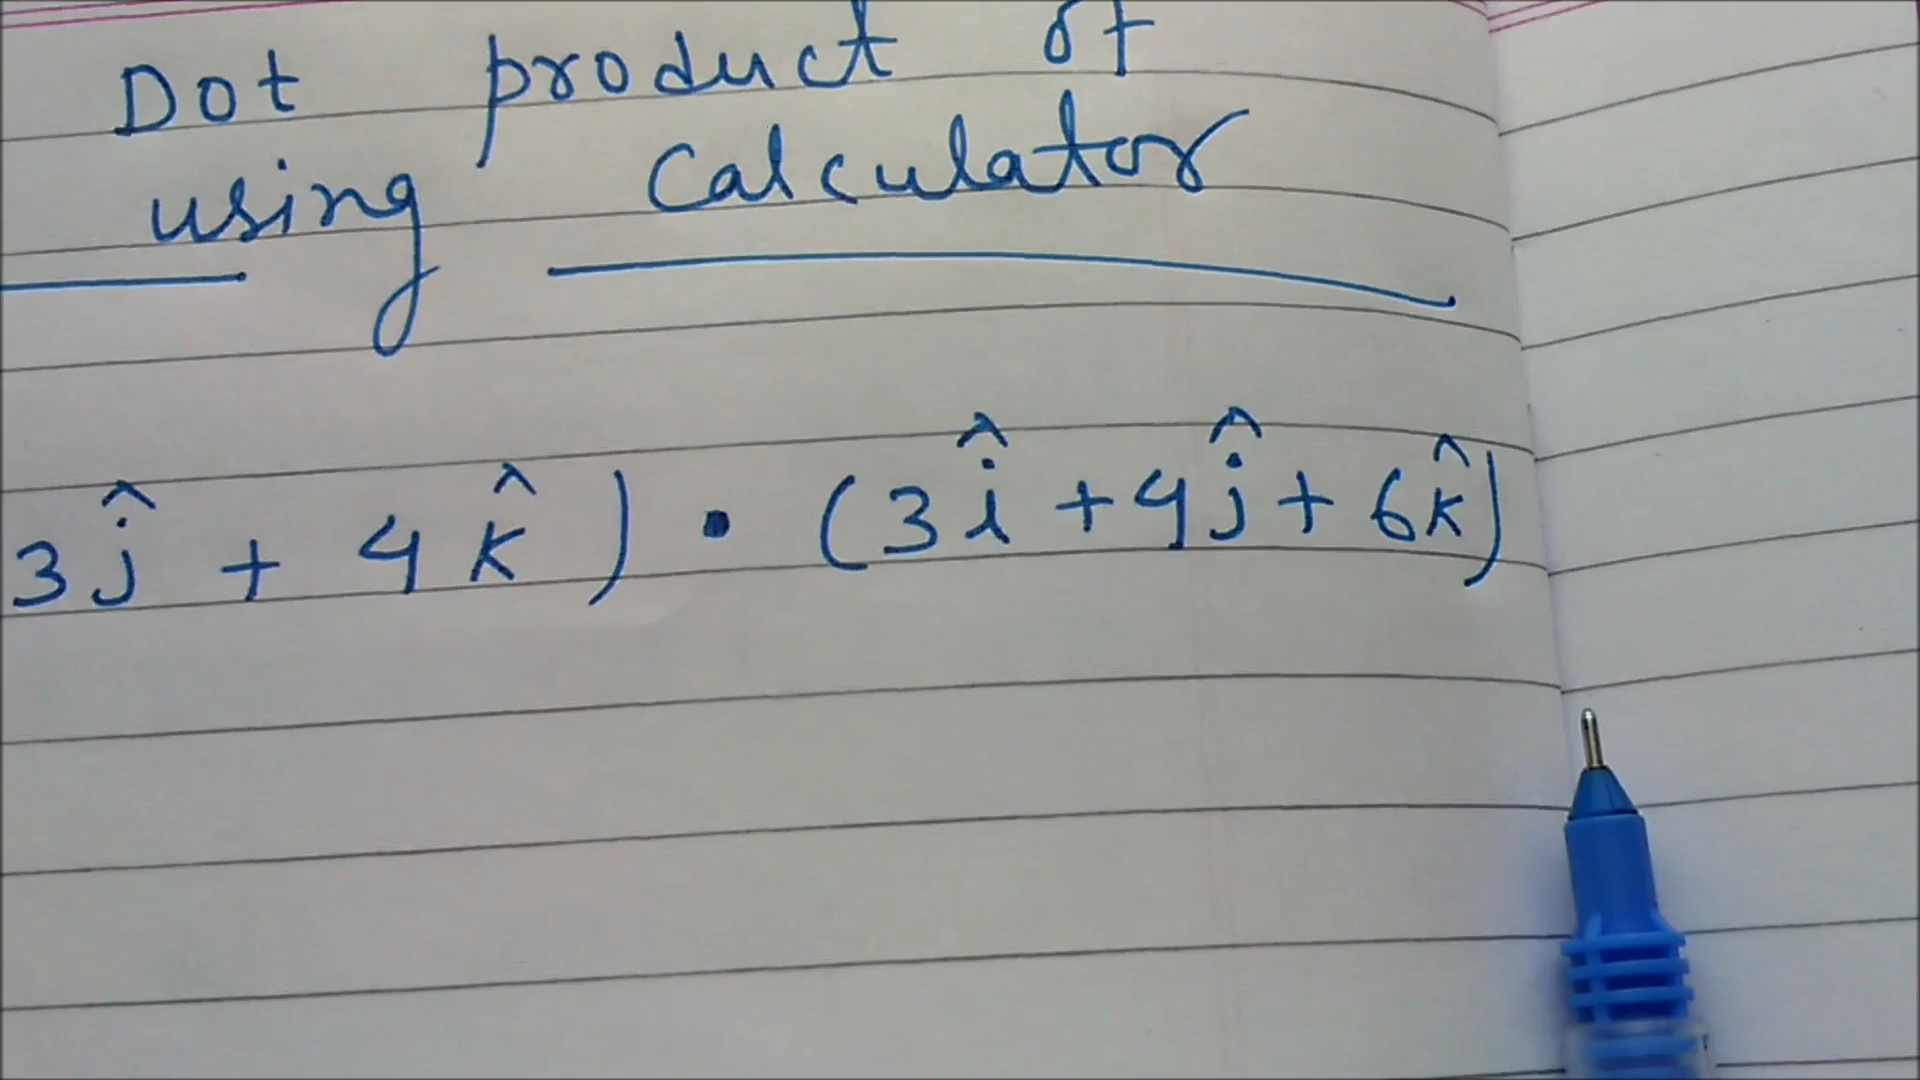 Dot product of
using Calculator
3ĵ + 4k̂ ) • (3î + 4ĵ + 6k̂)